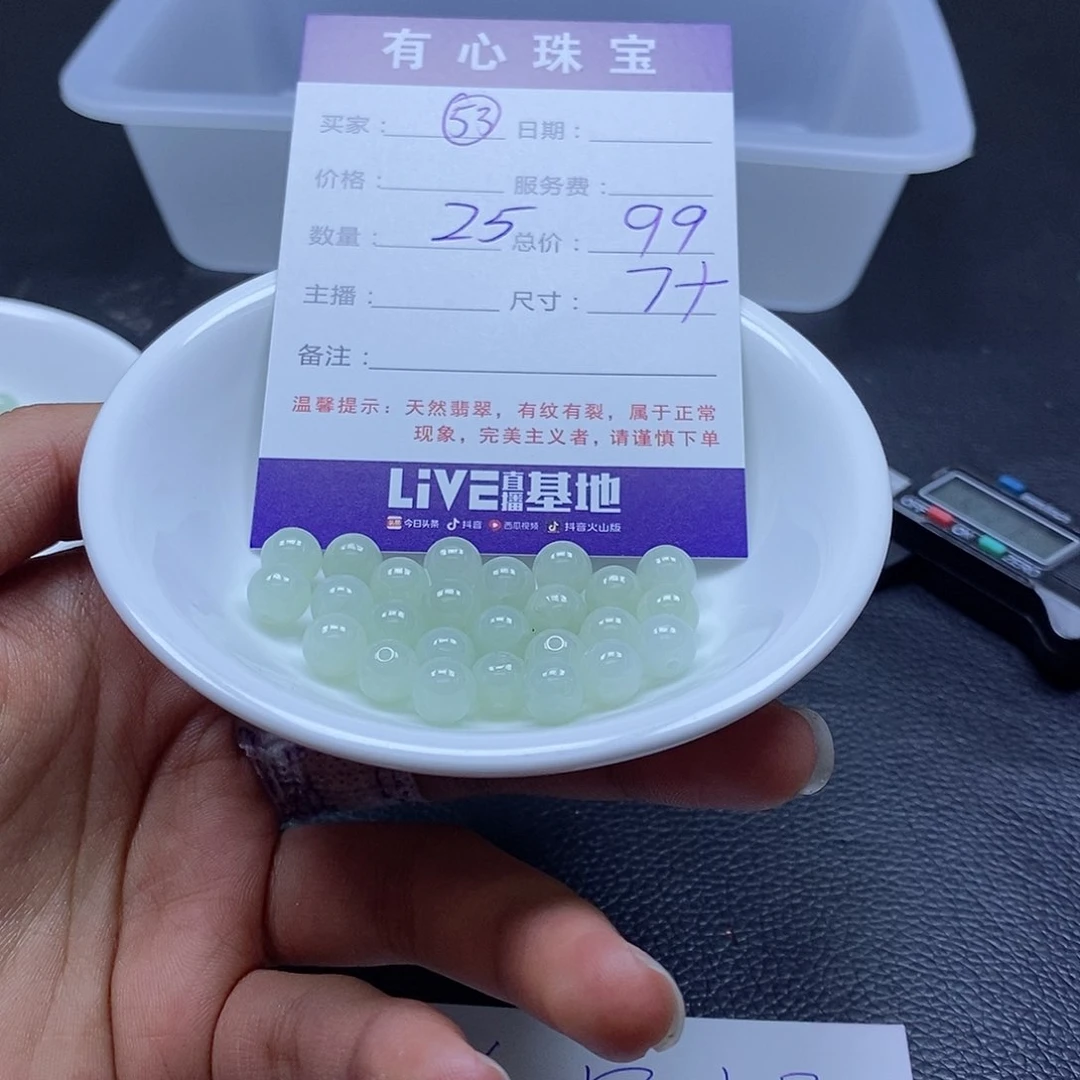 有心珠宝
买家：53 日期：
价格： 服务费：
数量：25 总价：99
主播： 尺寸：7+
备注：
温馨提示：天然翡翠，有纹有裂，属于正常
现象，完美主义者，请谨慎下单
LiVE直播基地
头条 今日头条 抖音 西瓜视频 抖音火山版